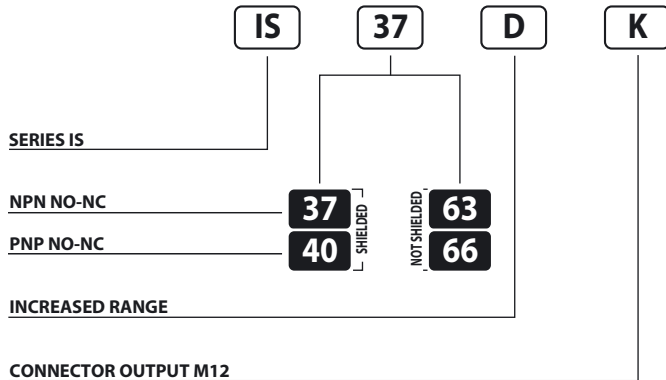 IS 37 D K
SERIES IS
NPN NO-NC 37 SHIELDED NOT SHIELDED 63
PNP NO-NC 40 66
INCREASED RANGE
CONNECTOR OUTPUT M12